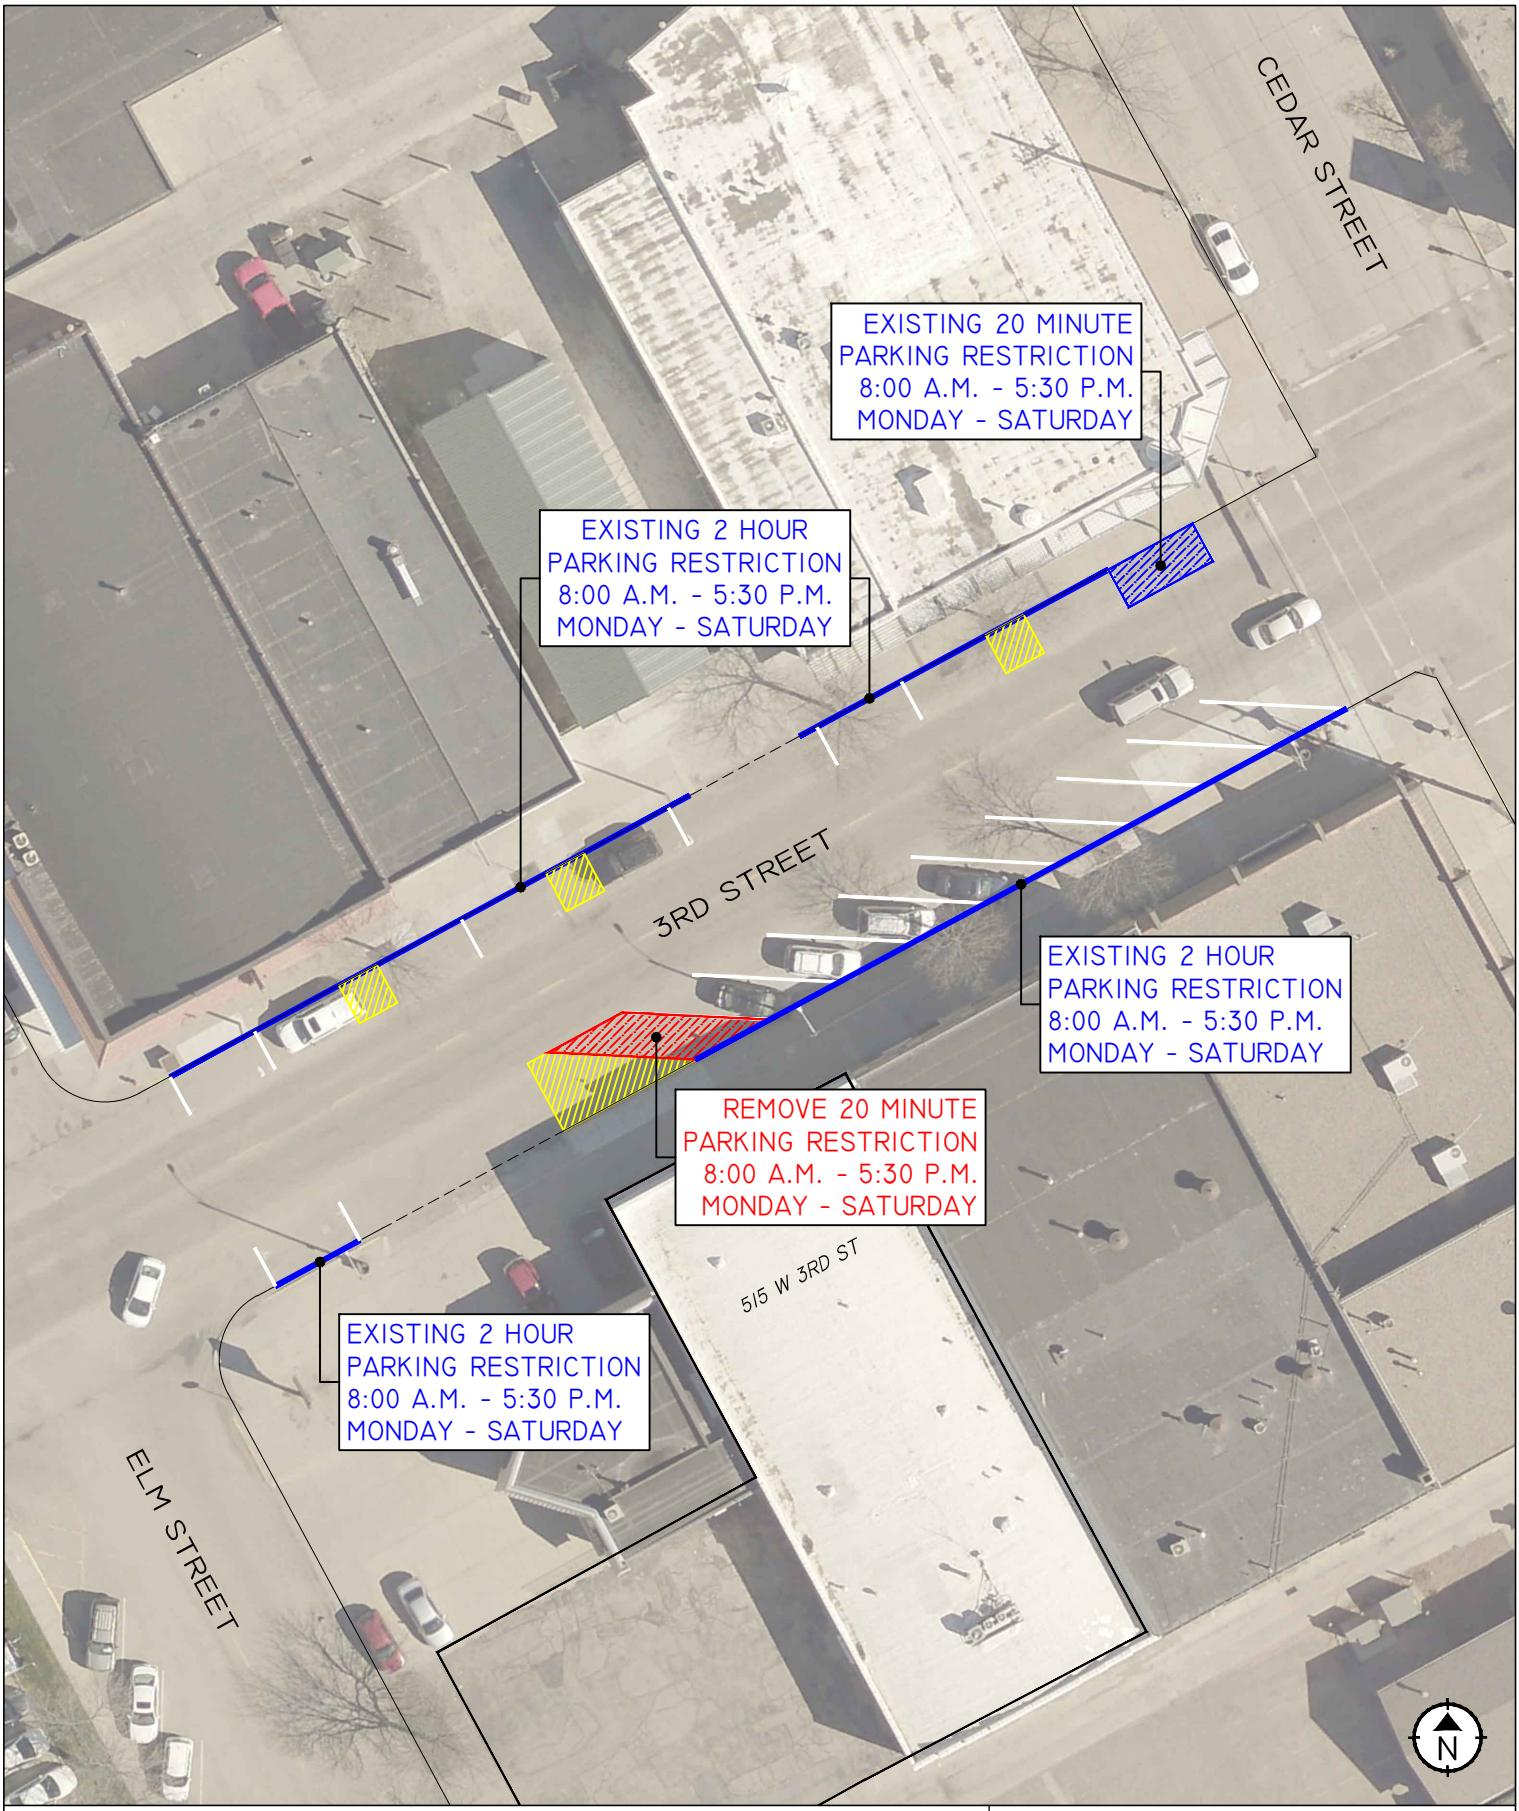 CEDAR STREET
EXISTING 20 MINUTE
PARKING RESTRICTION
8:00 A.M. - 5:30 P.M.
MONDAY - SATURDAY
EXISTING 2 HOUR
PARKING RESTRICTION
8:00 A.M. - 5:30 P.M.
MONDAY - SATURDAY
3RD STREET
EXISTING 2 HOUR
PARKING RESTRICTION
8:00 A.M. - 5:30 P.M.
MONDAY - SATURDAY
REMOVE 20 MINUTE
PARKING RESTRICTION
8:00 A.M. - 5:30 P.M.
MONDAY - SATURDAY
515 W 3RD ST
EXISTING 2 HOUR
PARKING RESTRICTION
8:00 A.M. - 5:30 P.M.
MONDAY - SATURDAY
ELM STREET
N